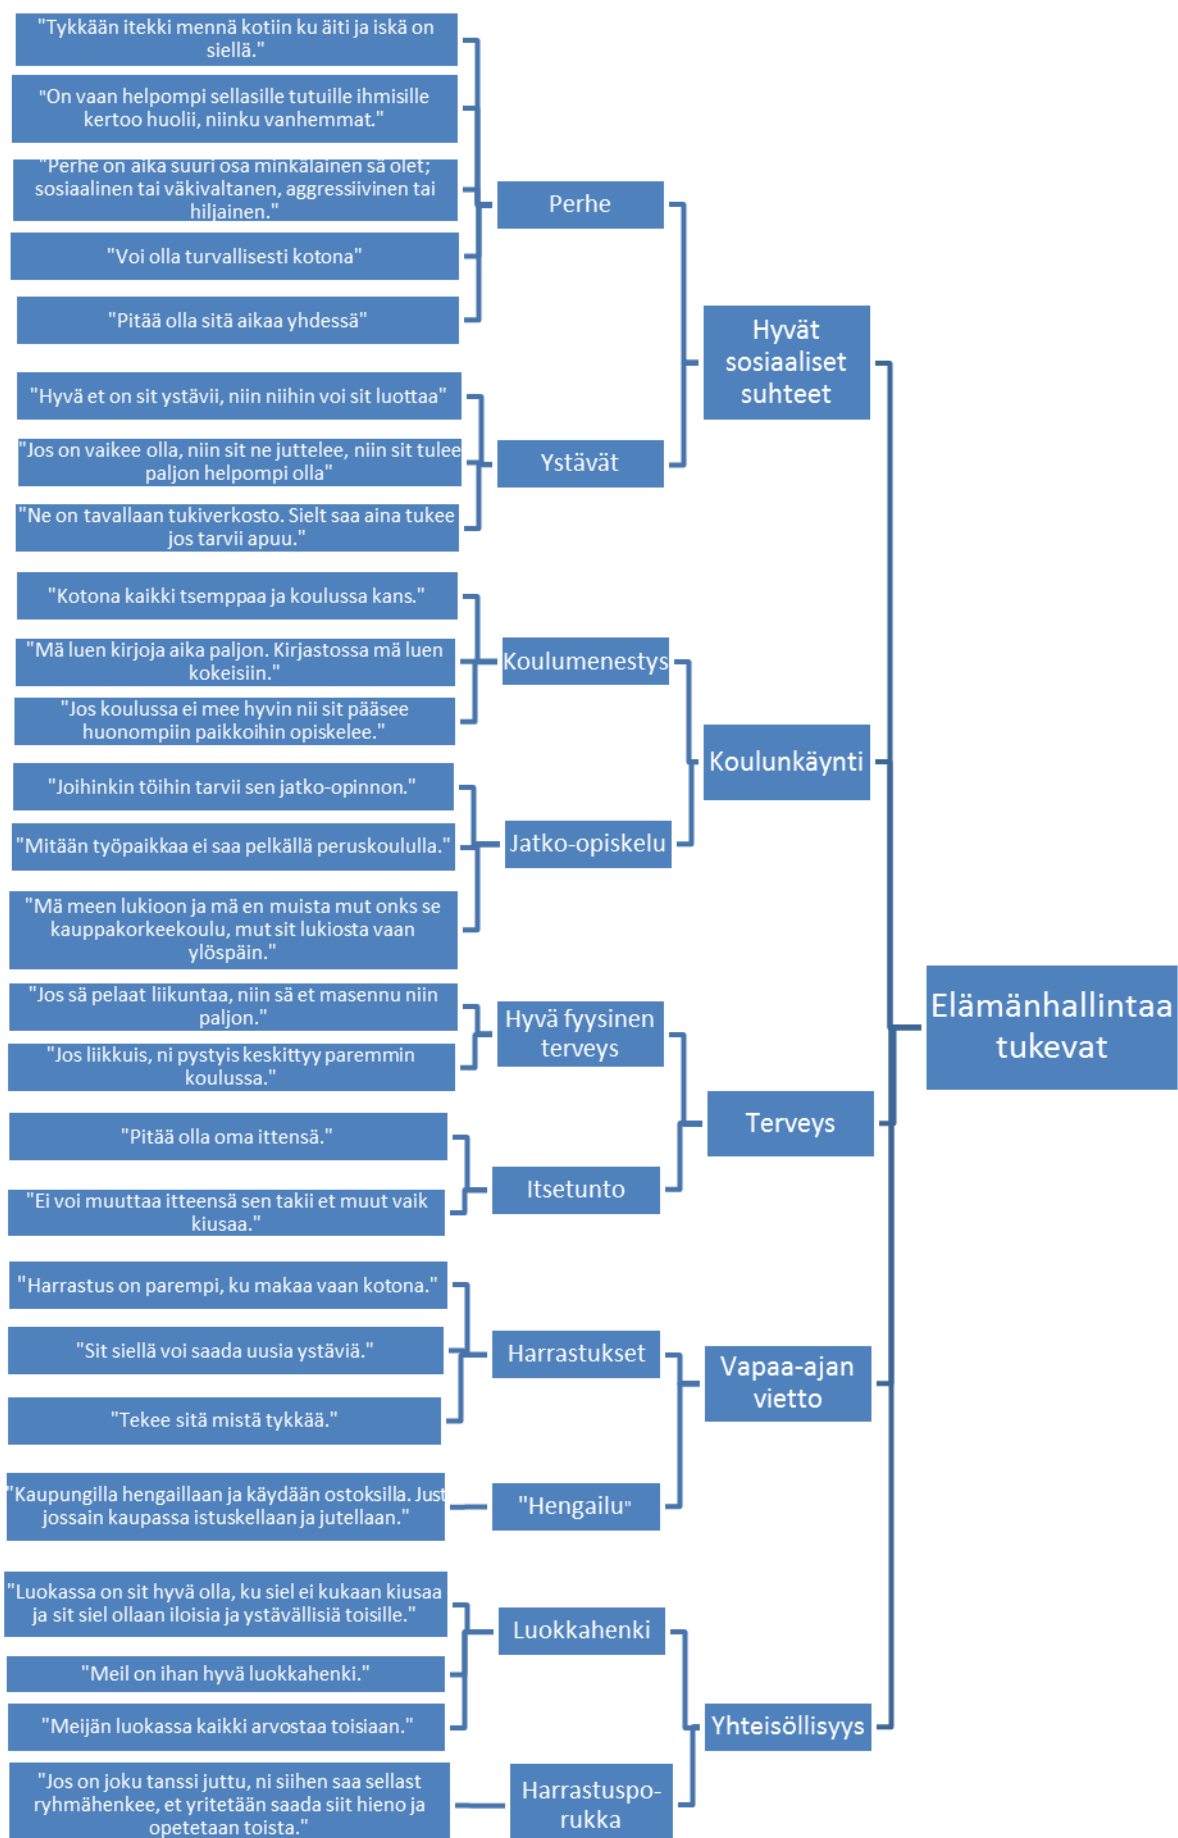 "Tykkään itekki mennä kotiin ku äiti ja iskä on
siellä."
"On vaan helpompi sellasille tutuille ihmisille
kertoo huolii, niinku vanhemmat."
"Perhe on aika suuri osa minkälainen sä olet;
sosiaalinen tai väkivaltanen, aggressiivinen tai
hiljainen."
"Voi olla turvallisesti kotona"
"Pitää olla sitä aikaa yhdessä"
Perhe
"Hyvä et on sit ystävii, niin niihin voi sit luottaa"
"Jos on vaikee olla, niin sit ne juttelee, niin sit tulee
paljon helpompi olla"
"Ne on tavallaan tukiverkosto. Sielt saa aina tukee
jos tarvii apuu."
Ystävät
Hyvät
sosiaaliset
suhteet
"Kotona kaikki tsemppaa ja koulussa kans."
"Mä luen kirjoja aika paljon. Kirjastossa mä luen
kokeisiin."
"Jos koulussa ei mee hyvin nii sit pääsee
huonompiin paikkoihin opiskelee."
Koulumenestys
"Joihinkin töihin tarvii sen jatko-opinnon."
"Mitään työpaikkaa ei saa pelkällä peruskoululla."
"Mä meen lukioon ja mä en muista mut onks se
kauppakorkeekoulu, mut sit lukiosta vaan
ylöspäin."
Jatko-opiskelu
Koulunkäynti
"Jos sä pelaat liikuntaa, niin sä et masennu niin
paljon."
"Jos liikkuis, ni pystyis keskittyy paremmin
koulussa."
Hyvä fyysinen
terveys
"Pitää olla oma ittensä."
"Ei voi muuttaa itteensä sen takii et muut vaik
kiusaa."
Itsetunto
Terveys
"Harrastus on parempi, ku makaa vaan kotona."
"Sit siellä voi saada uusia ystäviä."
"Tekee sitä mistä tykkää."
Harrastukset
"Kaupungilla hengaillaan ja käydään ostoksilla. Just
jossain kaupassa istuskellaan ja jutellaan."
"Hengailu"
Vapaa-ajan
vietto
"Luokassa on sit hyvä olla, ku siel ei kukaan kiusaa
ja sit siel ollaan iloisia ja ystävällisiä toisille."
"Meil on ihan hyvä luokkahenki."
"Meijän luokassa kaikki arvostaa toisiaan."
Luokkahenki
"Jos on joku tanssi juttu, ni siihen saa sellast
ryhmähenkee, et yritetään saada siit hieno ja
opetetaan toista."
Harrastuspo-
rukka
Yhteisöllisyys
Elämänhallintaa
tukevat